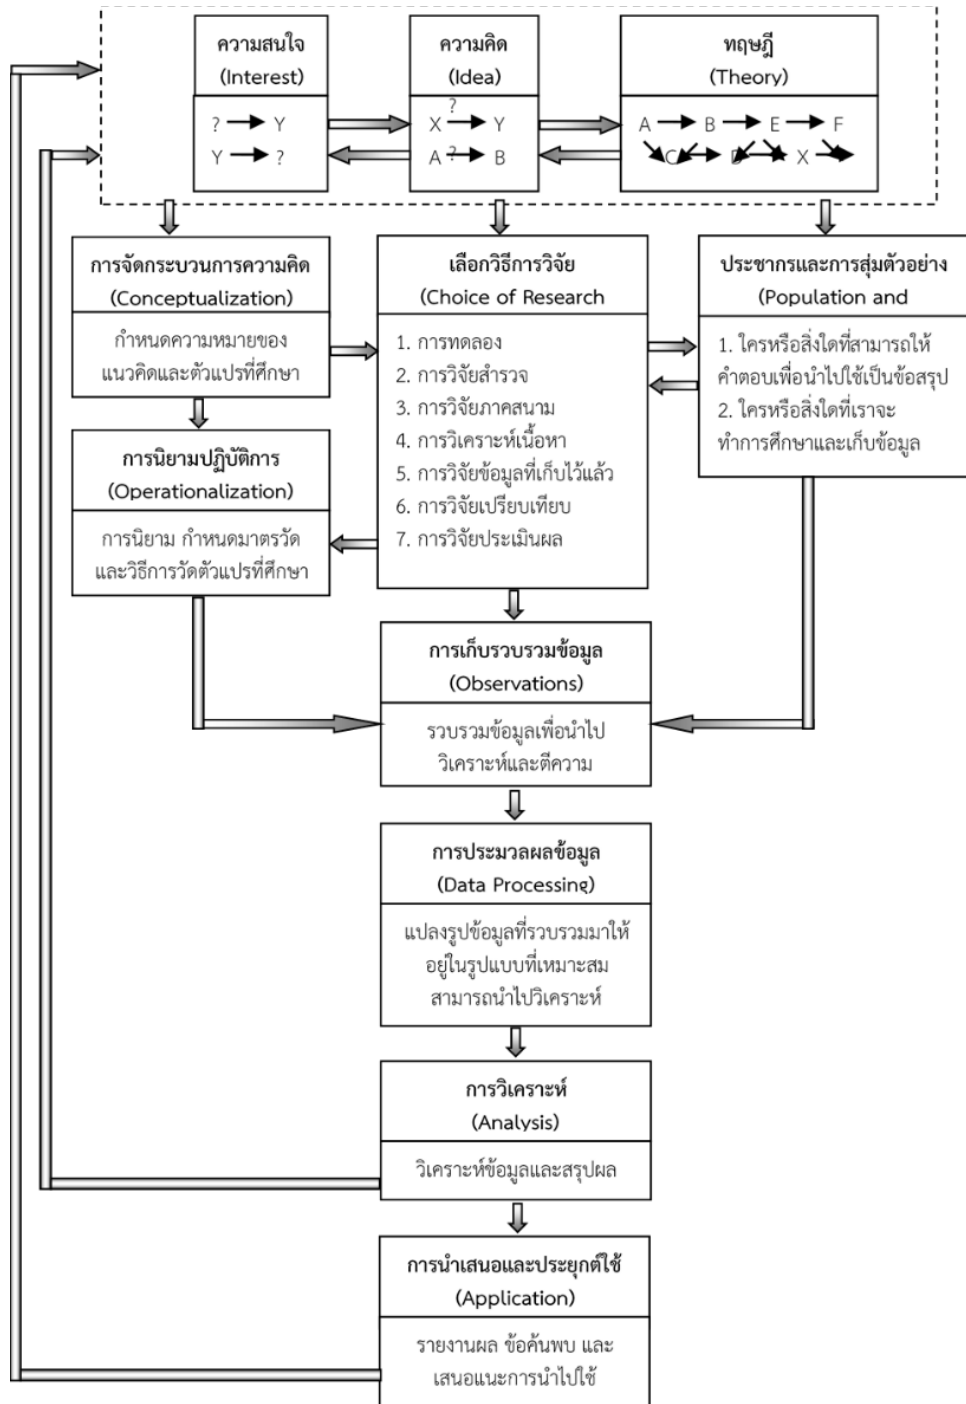 ความสนใจ
(Interest)
? Y
Y ?
ความคิด
(Idea)
?
X Y
A ? B
ทฤษฎี
(Theory)
A B E F
C D X
การจัดกระบวนการความคิด
(Conceptualization)
กำหนดความหมายของ
แนวคิดและตัวแปรที่ศึกษา
เลือกวิธีการวิจัย
(Choice of Research
1. การทดลอง
2. การวิจัยสำรวจ
3. การวิจัยภาคสนาม
4. การวิเคราะห์เนื้อหา
5. การวิจัยข้อมูลที่เก็บไว้แล้ว
6. การวิจัยเปรียบเทียบ
7. การวิจัยประเมินผล
ประชากรและการสุ่มตัวอย่าง
(Population and
1. ใครหรือสิ่งใดที่สามารถให้
คำตอบเพื่อนำไปใช้เป็นข้อสรุป
2. ใครหรือสิ่งใดที่เราจะ
ทำการศึกษาและเก็บข้อมูล
การนิยามปฏิบัติการ
(Operationalization)
การนิยาม กำหนดมาตรวัด
และวิธีการวัดตัวแปรที่ศึกษา
การเก็บรวบรวมข้อมูล
(Observations)
รวบรวมข้อมูลเพื่อนำไป
วิเคราะห์และตีความ
การประมวลผลข้อมูล
(Data Processing)
แปลงรูปข้อมูลที่รวบรวมมาให้
อยู่ในรูปแบบที่เหมาะสม
สามารถนำไปวิเคราะห์
การวิเคราะห์
(Analysis)
วิเคราะห์ข้อมูลและสรุปผล
การนำเสนอและประยุกต์ใช้
(Application)
รายงานผล ข้อค้นพบ และ
เสนอแนะการนำไปใช้